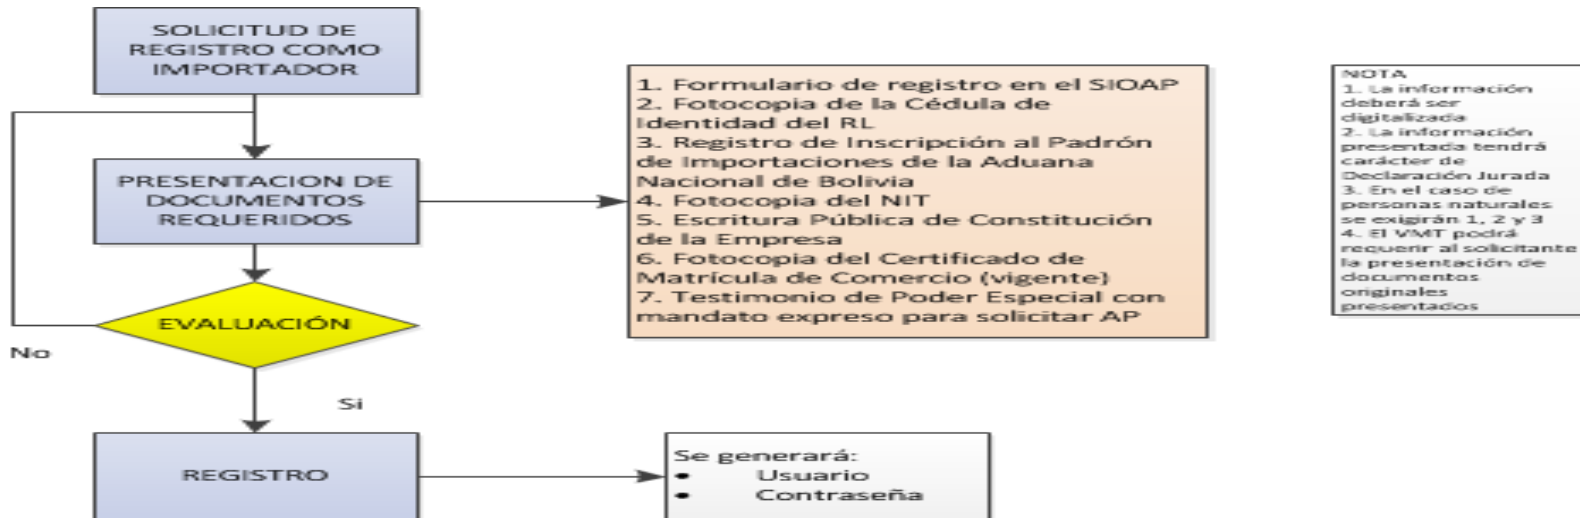 SOLICITUD DE
REGISTRO COMO
IMPORTADOR
PRESENTACION DE
DOCUMENTOS
REQUERIDOS
1. Formulario de registro en el SIOAP
2. Fotocopia de la Cédula de
Identidad del RL
3. Registro de Inscripción al Padrón
de Importaciones de la Aduana
Nacional de Bolivia
4. Fotocopia del NIT
5. Escritura Pública de Constitución
de la Empresa
6. Fotocopia del Certificado de
Matrícula de Comercio (vigente)
7. Testimonio de Poder Especial con
mandato expreso para solicitar AP
NOTA
1. La información
deberá ser
digitalizada
2. La información
presentada tendrá
carácter de
Declaración Jurada
3. En el caso de
personas naturales
se exigirán 1, 2 y 3
4. El VMT podrá
requerir al solicitante
la presentación de
documentos
originales
presentados
EVALUACIÓN
No
Si
REGISTRO
Se generará:
• Usuario
• Contraseña